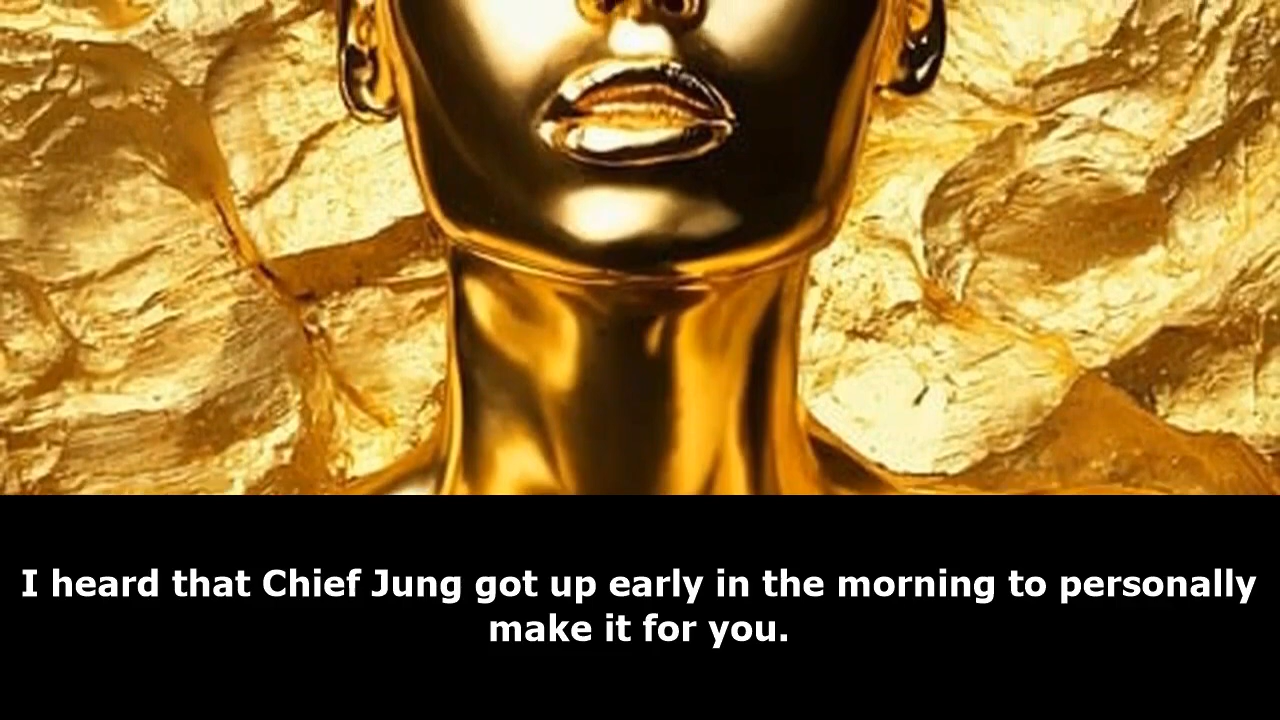 I heard that Chief Jung got up early in the morning to personally
make it for you.